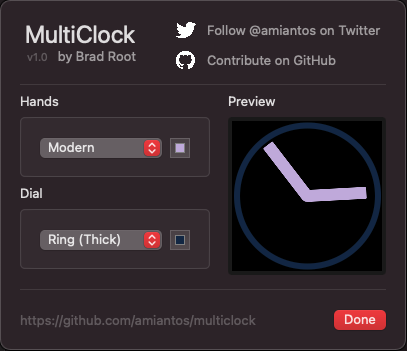 MultiClock
v1.0 by Brad Root
Follow @amiantos on Twitter
Contribute on GitHub
Hands
Modern
Dial
Ring (Thick)
Preview
https://github.com/amiantos/multiclock
Done